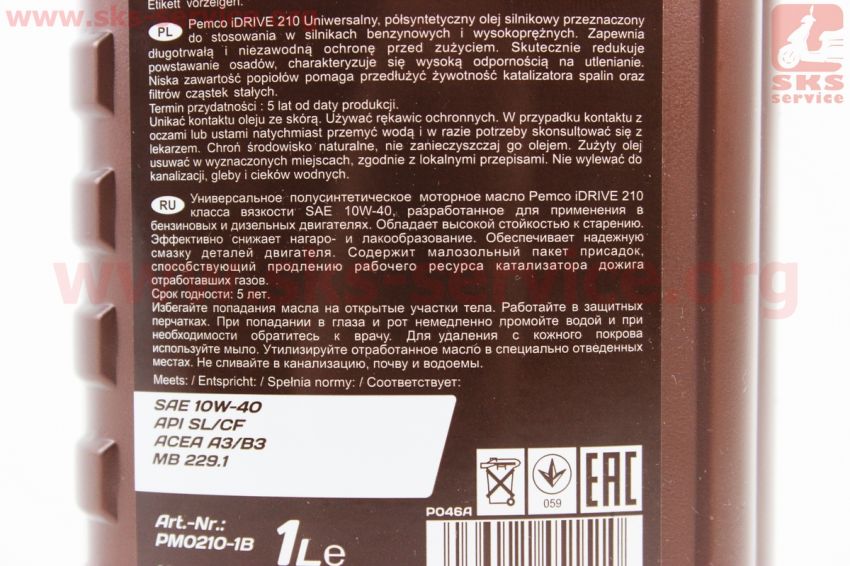 Etikett vorzeigen.
PL Pemco iDRIVE 210 Uniwersalny, półsyntetyczny olej silnikowy przeznaczony
do stosowania w silnikach benzynowych i wysokoprężnych. Zapewnia
długotrwałą i niezawodną ochronę przed zużyciem. Skutecznie redukuje
powstawanie osadów, charakteryzuje się wysoką odpornością na utlenianie.
Niska zawartość popiołów pomaga przedłużyć żywotność katalizatora spalin oraz
filtrów cząstek stałych.
Termin przydatności : 5 lat od daty produkcji.
Unikać kontaktu oleju ze skórą. Używać rękawic ochronnych. W przypadku kontaktu z
oczami lub ustami natychmiast przemyć wodą i w razie potrzeby skonsultować się z
lekarzem. Chroń środowisko naturalne, nie zanieczyszczaj go olejem. Zużyty olej
usuwać w wyznaczonych miejscach, zgodnie z lokalnymi przepisami. Nie wylewać do
kanalizacji, gleby i cieków wodnych.
RU Универсальное полусинтетическое моторное масло Pemco iDRIVE 210
класса вязкости SAE 10W-40, разработанное для применения в
бензиновых и дизельных двигателях. Обладает высокой стойкостью к старению.
Эффективно снижает нагаро- и лакообразование. Обеспечивает надежную
смазку деталей двигателя. Содержит малозольный пакет присадок,
способствующий продлению рабочего ресурса катализатора дожига
отработавших газов.
Срок годности: 5 лет.
Избегайте попадания масла на открытые участки тела. Работайте в защитных
перчатках. При попадании в глаза и рот немедленно промойте водой и при
необходимости обратитесь к врачу. Для удаления с кожного покрова
используйте мыло. Утилизируйте отработанное масло в специально отведенных
местах. Не сливайте в канализацию, почву и водоемы.
Meets: / Entspricht: / Spełnia normy: / Соответствует:
SAE 10W-40
API SL/CF
ACEA A3/B3
MB 229.1
059
EAC
PO46A
Art.-Nr.:
PM0210-1B
1Le
www.sks-service.org
SKS
service